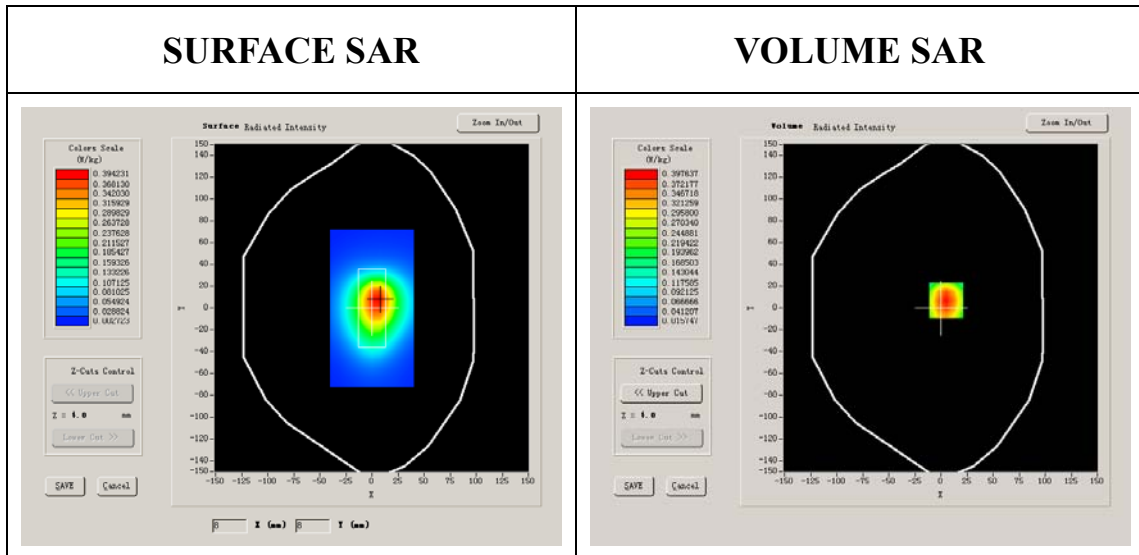 SURFACE SAR
VOLUME SAR
Surface Radiated Intensity
Zoom In/Out
Colors Scale
(W/kg)
0.394231
0.368130
0.342030
0.315929
0.289829
0.263728
0.237628
0.211527
0.185427
0.159326
0.133226
0.107125
0.081025
0.054924
0.028824
0.002723
Z-Cuts Control
<< Upper Cut
Z = 4.0 mm
Lower Cut >>
SAVE Cancel
150
140
120
100
80
60
40
20
0
-20
-40
-60
-80
-100
-120
-140
-150
Y
-150 -125 -100 -75 -50 -25 0 25 50 75 100 125 150
X
8 X (mm) 8 Y (mm)
Volume Radiated Intensity
Zoom In/Out
Colors Scale
(W/kg)
0.397637
0.372177
0.346718
0.321259
0.295800
0.270340
0.244881
0.219422
0.193962
0.168503
0.143044
0.117585
0.092125
0.066666
0.041207
0.015747
Z-Cuts Control
<< Upper Cut
Z = 4.0 mm
Lower Cut >>
SAVE Cancel
150
140
120
100
80
60
40
20
0
-20
-40
-60
-80
-100
-120
-140
-150
Y
-150 -125 -100 -75 -50 -25 0 25 50 75 100 125 150
X